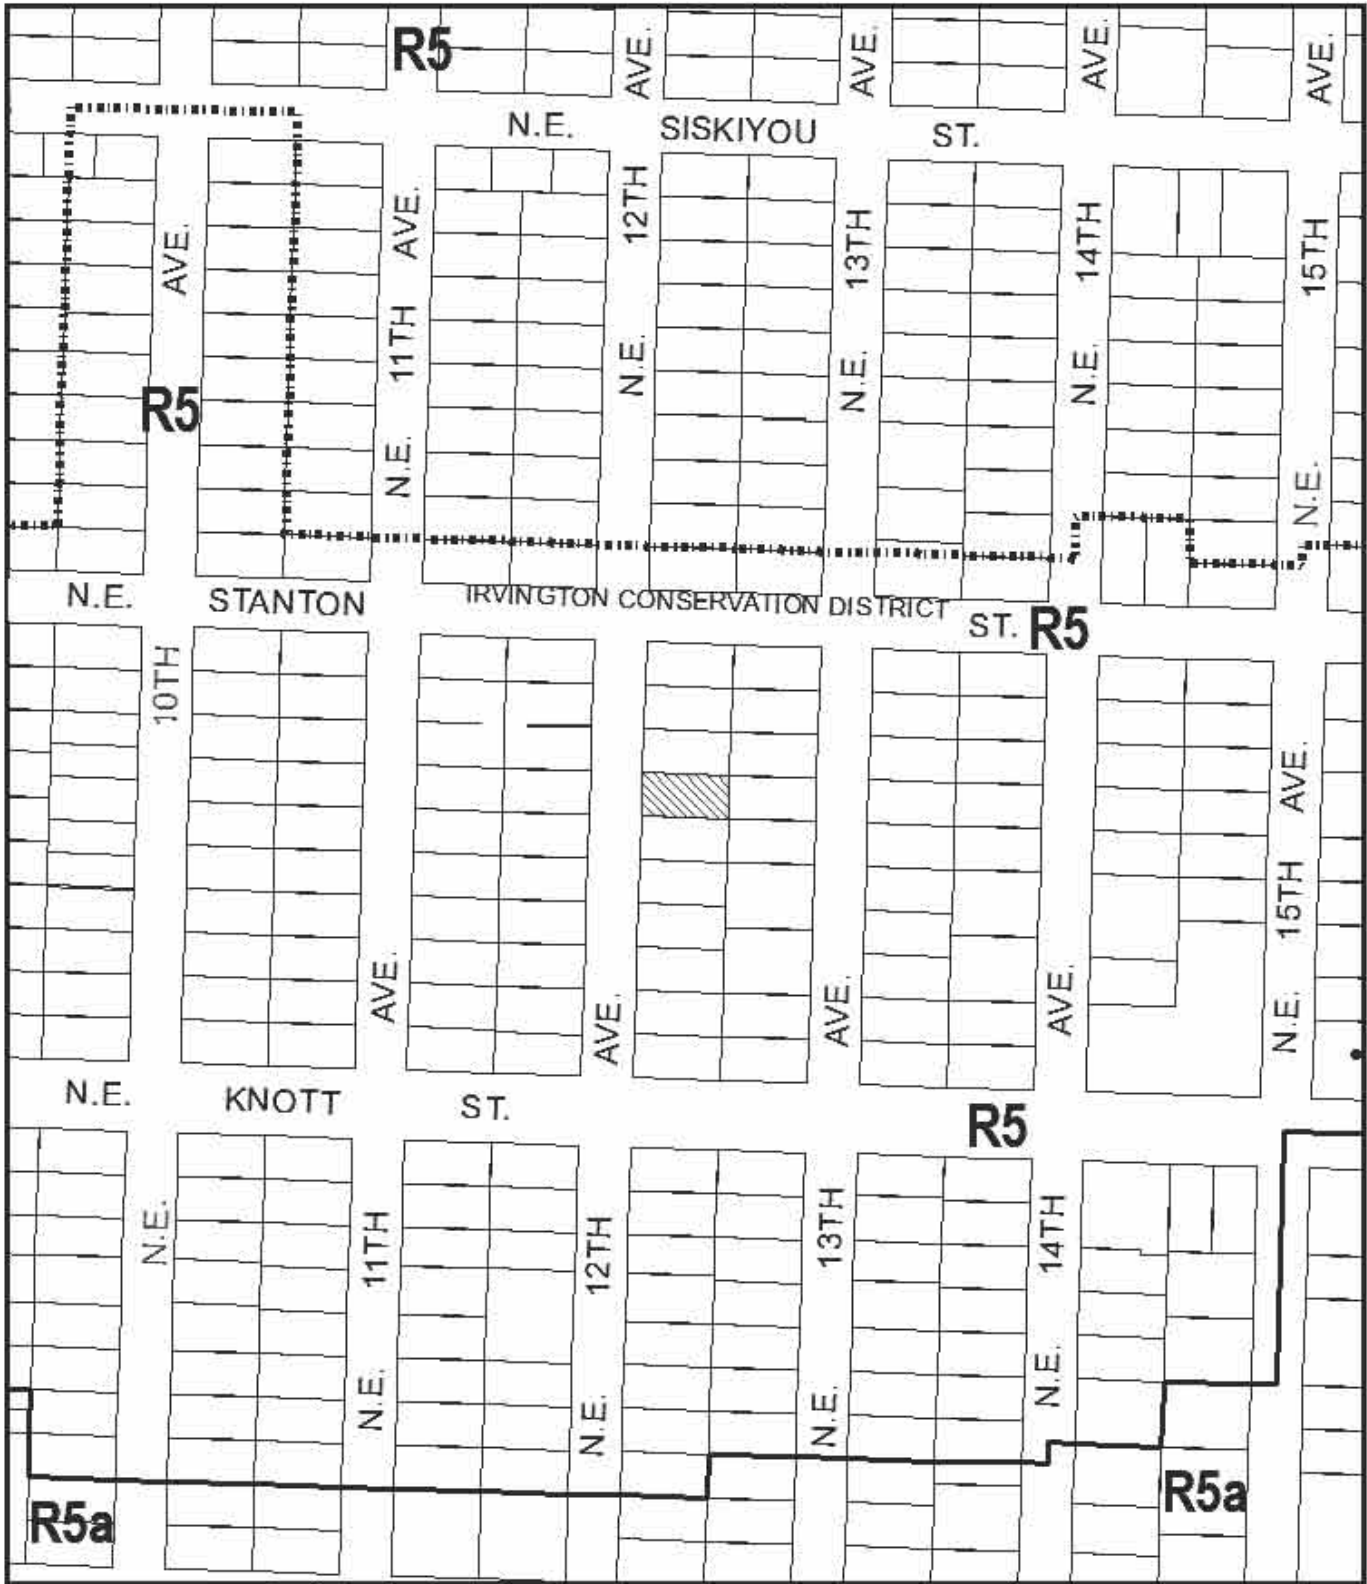 R5
AVE.
AVE.
AVE.
AVE.
N.E. SISKIYOU ST.
AVE.
N.E. 11TH AVE.
N.E. 12TH
N.E. 13TH
N.E. 14TH
N.E. 15TH
R5
N.E. STANTON ST.
IRVINGTON CONSERVATION DISTRICT
R5
10TH
AVE.
AVE.
AVE.
AVE.
N.E. 15TH AVE.
N.E. KNOTT ST.
R5
N.E.
N.E. 11TH
N.E. 12TH
N.E. 13TH
N.E. 14TH
R5a
R5a